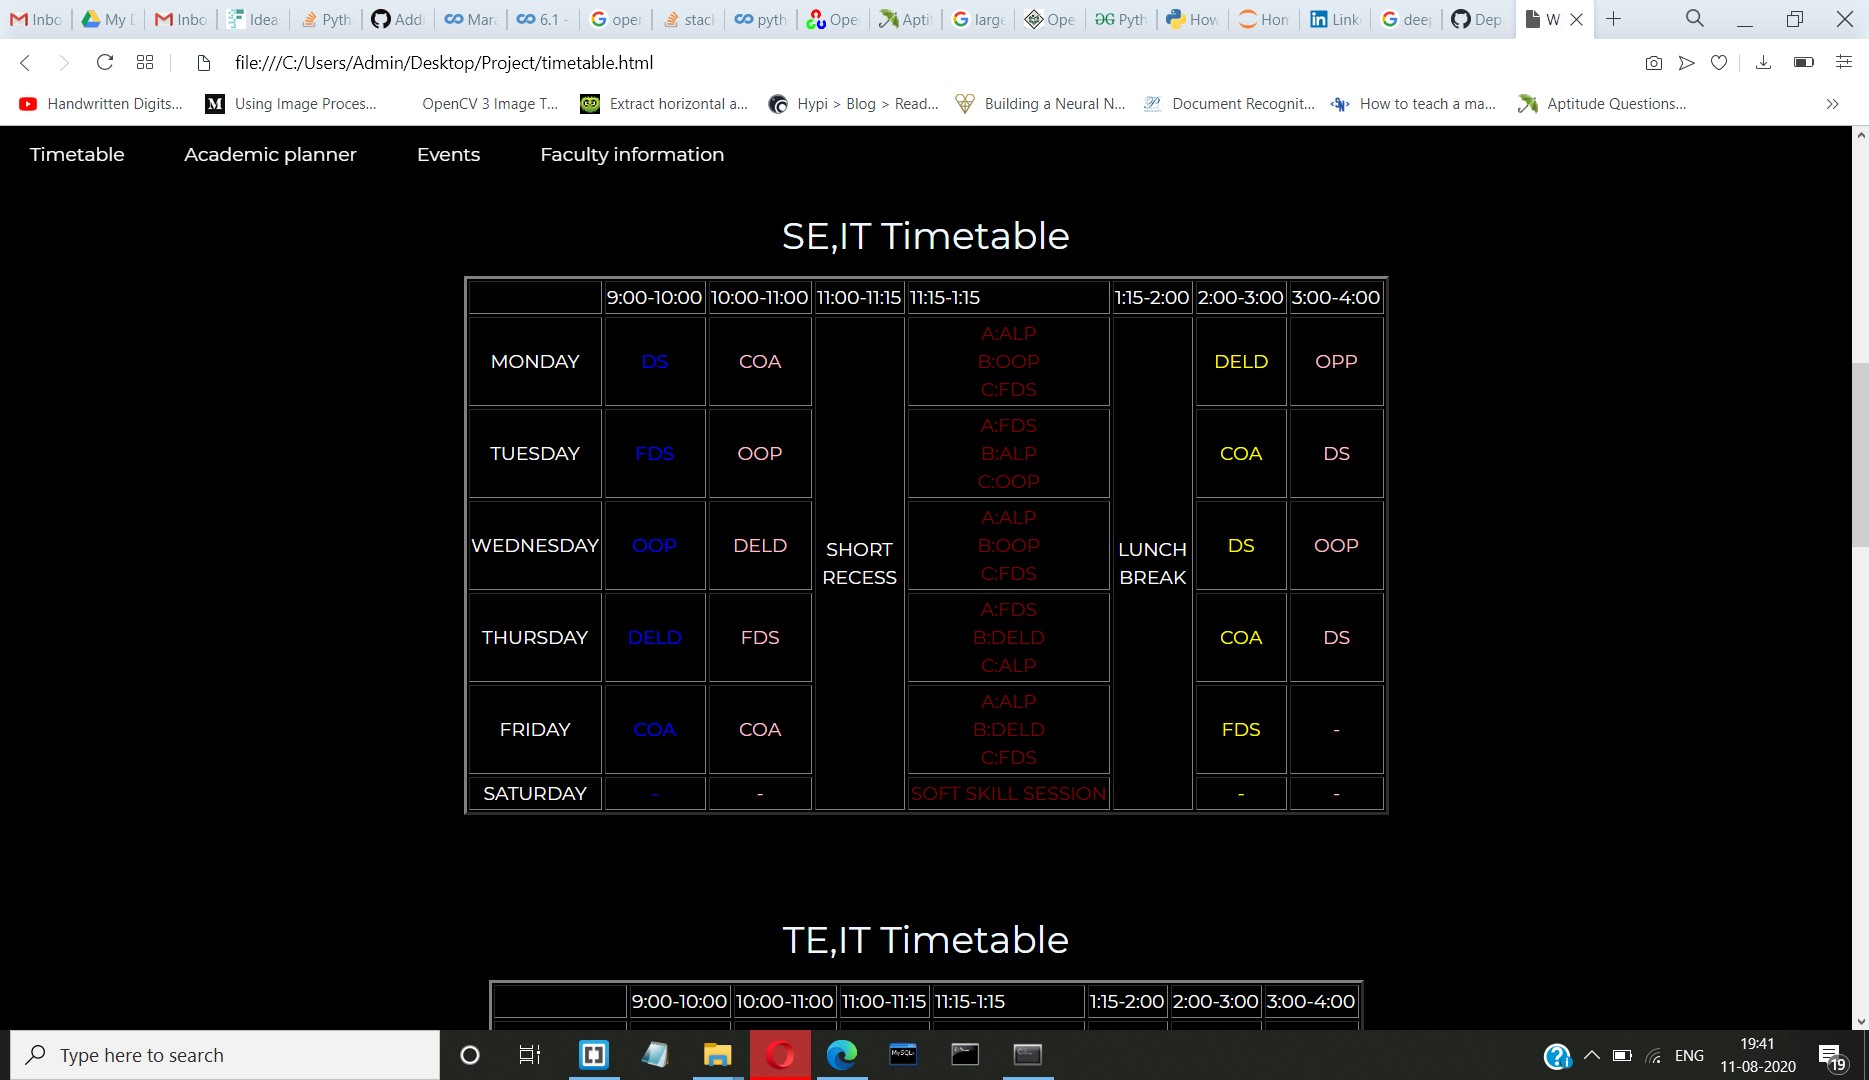 Inbo
My D
Inbo
Idea
Pyth
Addi
Mara
6.1 -
oper
stacl
pyth
Ope
Aptit
large
Ope
Pyth
How
Hon
Link
deep
Dep
W
file:///C:/Users/Admin/Desktop/Project/timetable.html
Handwritten Digits...
Using Image Proces...
OpenCV 3 Image T...
Extract horizontal a...
Hypi > Blog > Read...
Building a Neural N...
Document Recognit...
How to teach a ma...
Aptitude Questions...
Timetable Academic planner Events Faculty information
SE,IT Timetable
9:00-10:00 10:00-11:00 11:00-11:15 11:15-1:15 1:15-2:00 2:00-3:00 3:00-4:00
MONDAY
DS
COA
A:ALP
B:OOP
C:FDS
DELD
OPP
TUESDAY
FDS
OOP
A:FDS
B:ALP
C:OOP
COA
DS
WEDNESDAY
OOP
DELD
SHORT
RECESS
A:ALP
B:OOP
C:FDS
LUNCH
BREAK
DS
OOP
THURSDAY
DELD
FDS
A:FDS
B:DELD
C:ALP
COA
DS
FRIDAY
COA
COA
A:ALP
B:DELD
C:FDS
FDS
-
SATURDAY
-
-
SOFT SKILL SESSION
-
-
TE,IT Timetable
9:00-10:00 10:00-11:00 11:00-11:15 11:15-1:15 1:15-2:00 2:00-3:00 3:00-4:00
Type here to search
MySQL
ENG
19:41
11-08-2020
19